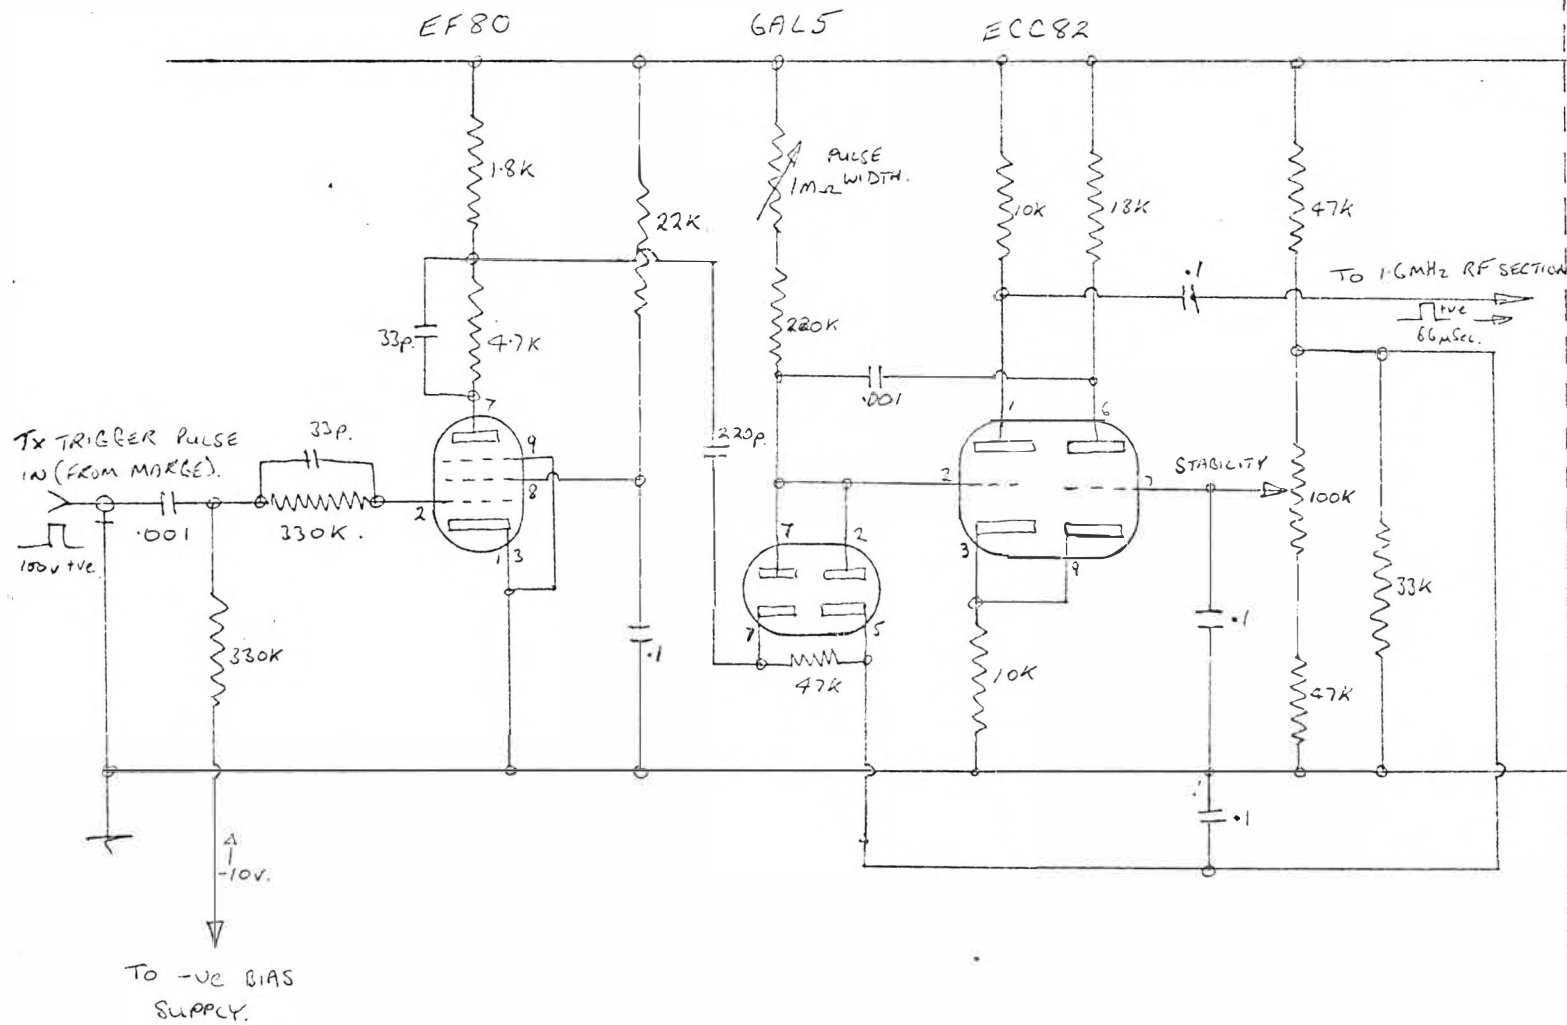 EF80
6AL5
ECC82
1.8K
22K
PULSE
WIDTH.
1MΩ
10K
18K
47K
.1
TO 1.6MHz RF SECTION
+ve
66µSec.
33p.
4.7K
220K
.001
7
1
6
TX TRIGGER PULSE
IN (FROM MARGE).
33p.
9
8
220p.
STABILITY
2
2
7
100K
.001
330K.
100v +ve
1
3
7
2
3
9
33K
330K
.1
7
5
47K
10K
.1
47K
.1
-10v.
TO -ve BIAS
SUPPLY.